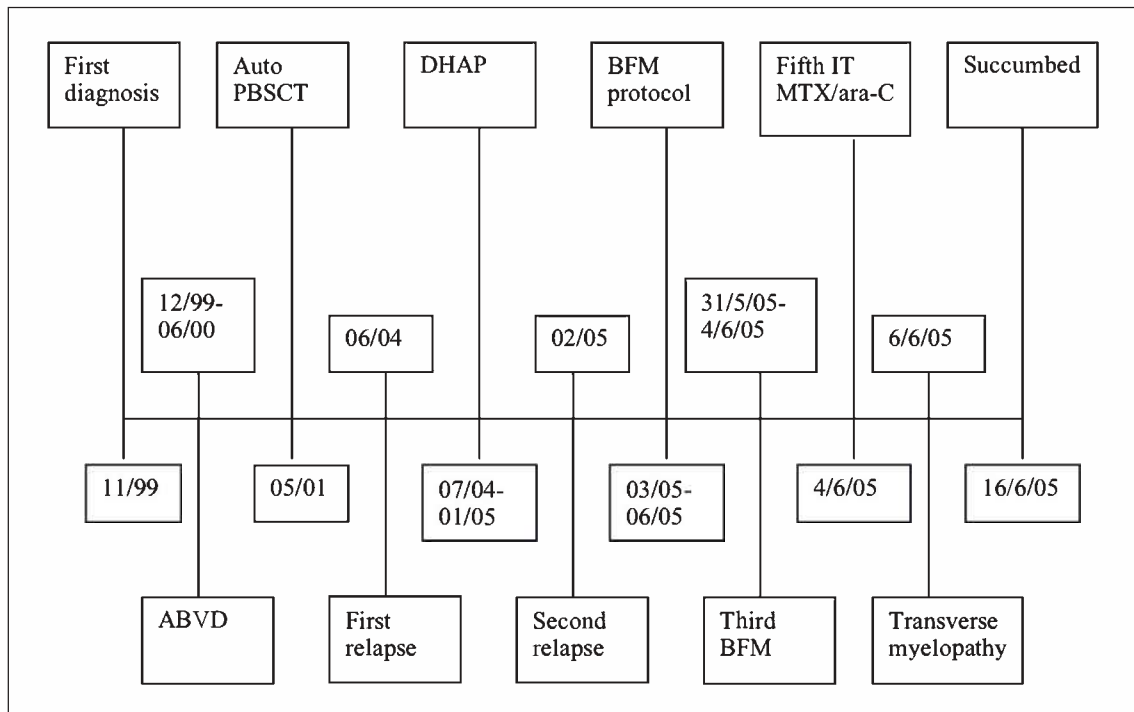 First
diagnosis
Auto
PBSCT
DHAP
BFM
protocol
Fifth IT
MTX/ara-C
Succumbed
12/99-
06/00
06/04
02/05
31/5/05-
4/6/05
6/6/05
11/99
05/01
07/04-
01/05
03/05-
06/05
4/6/05
16/6/05
ABVD
First
relapse
Second
relapse
Third
BFM
Transverse
myelopathy